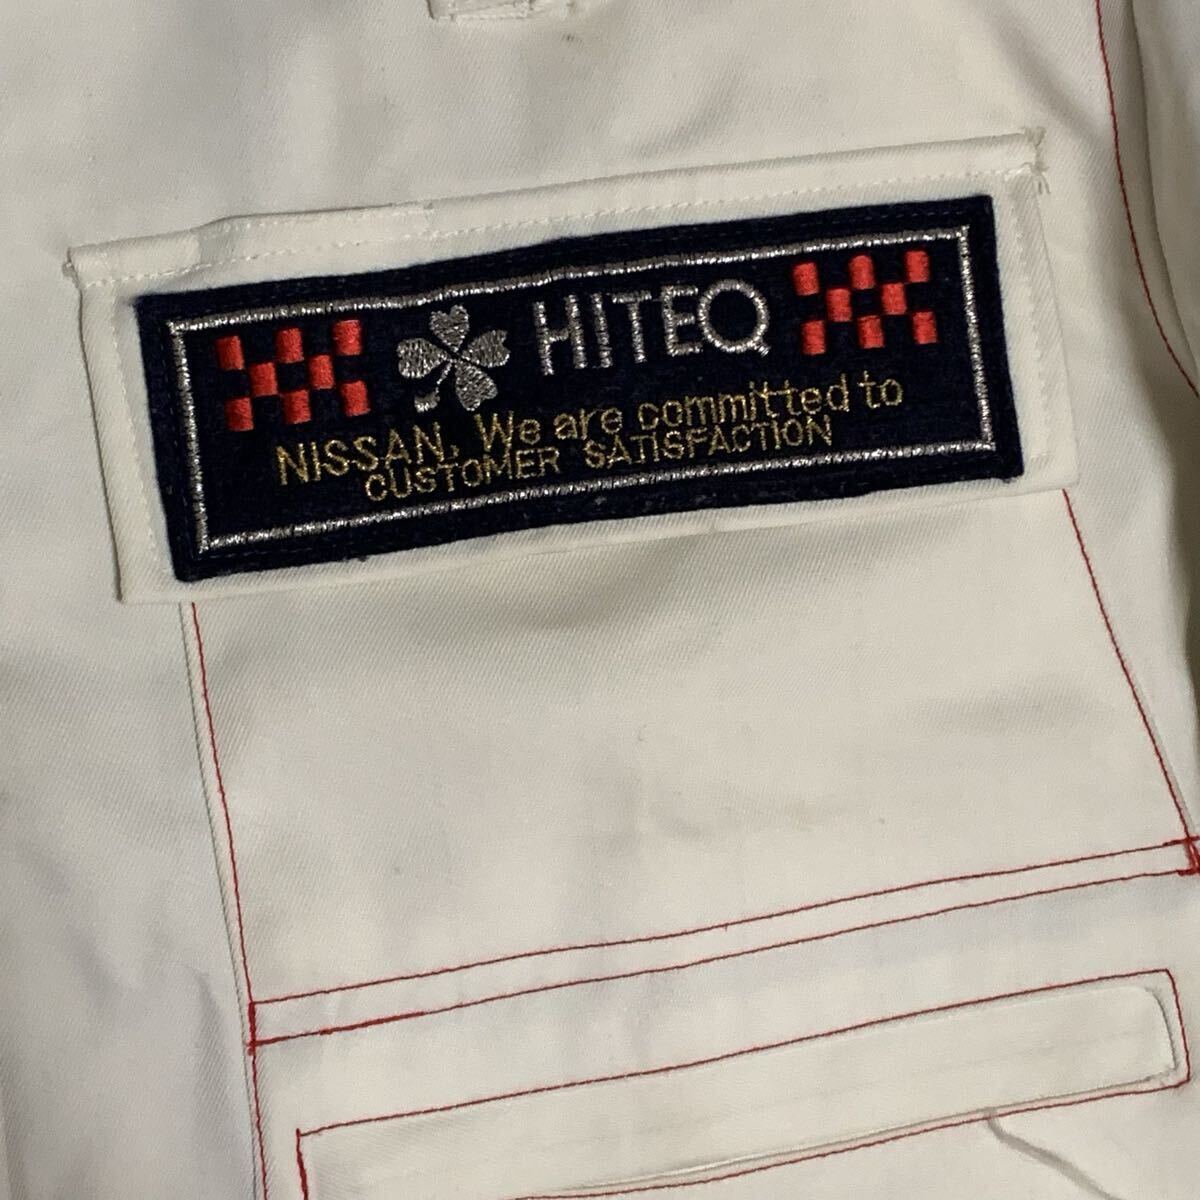 HITEQ
NISSAN, We are committed to
CUSTOMER SATISFACTION